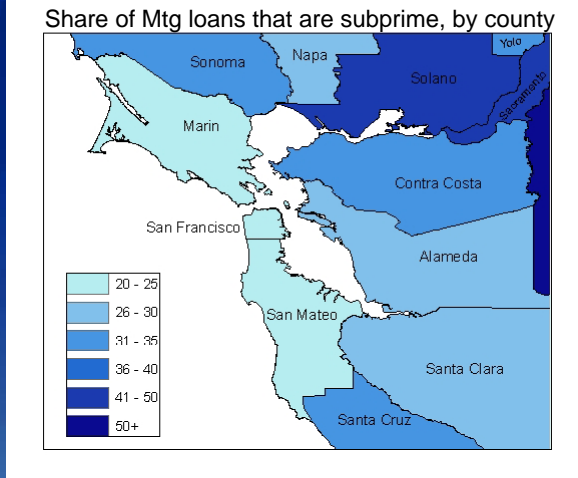 Share of Mtg loans that are subprime, by county
Yolo
Napa
Sonoma
Solano
Sacramento
Marin
Contra Costa
San Francisco
Alameda
20 - 25
26 - 30
San Mateo
31 - 35
36 - 40
Santa Clara
41 - 50
Santa Cruz
50+